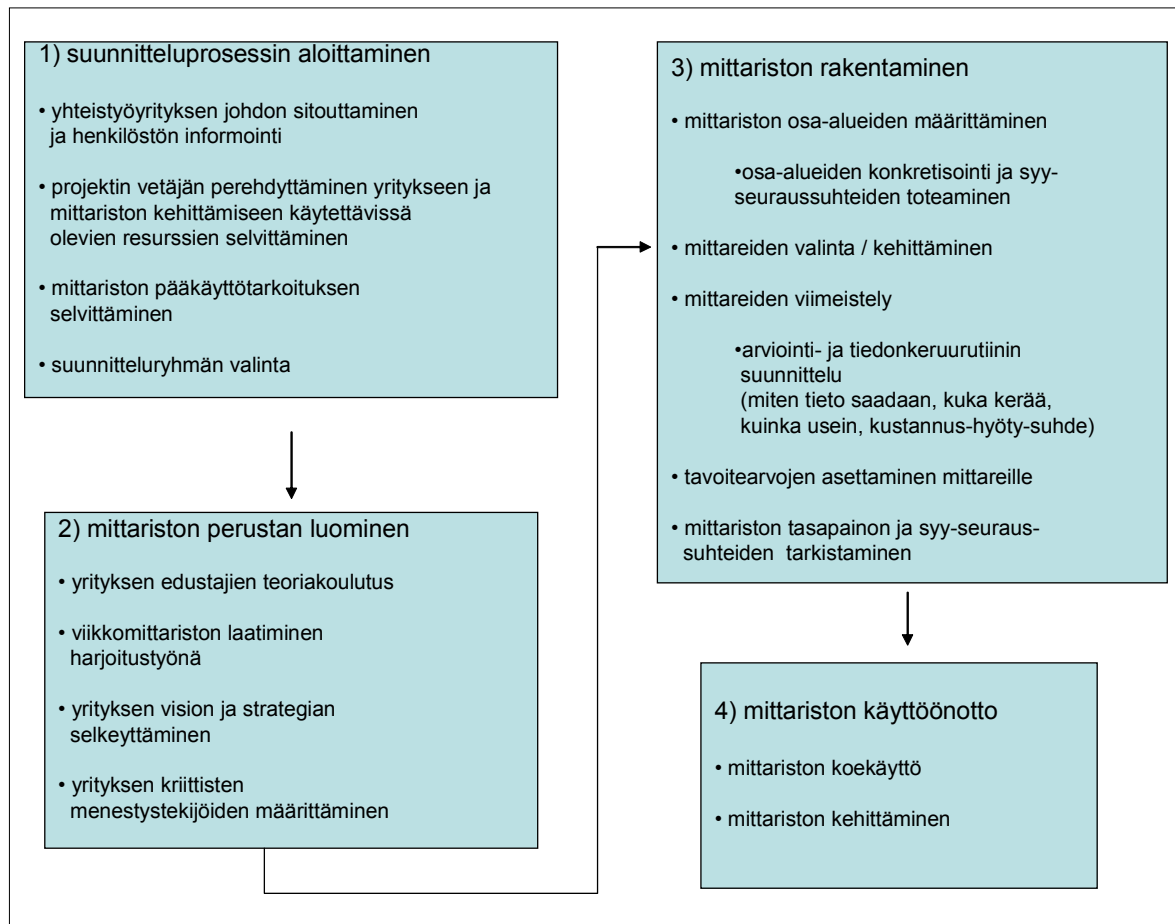 1) suunnitteluprosessin aloittaminen
• yhteistyöyrityksen johdon sitouttaminen
ja henkilöstön informointi
• projektin vetäjän perehdyttäminen yritykseen ja
mittariston kehittämiseen käytettävissä
olevien resurssien selvittäminen
• mittariston pääkäyttötarkoituksen
selvittäminen
• suunnitteluryhmän valinta
2) mittariston perustan luominen
• yrityksen edustajien teoriakoulutus
• viikkomittariston laatiminen
harjoitustyönä
• yrityksen vision ja strategian
selkeyttäminen
• yrityksen kriittisten
menestystekijöiden määrittäminen
3) mittariston rakentaminen
• mittariston osa-alueiden määrittäminen
•osa-alueiden konkretisointi ja syy-
seuraussuhteiden toteaminen
• mittareiden valinta / kehittäminen
• mittareiden viimeistely
•arviointi- ja tiedonkeruurutiinin
suunnittelu
(miten tieto saadaan, kuka kerää,
kuinka usein, kustannus-hyöty-suhde)
• tavoitearvojen asettaminen mittareille
• mittariston tasapainon ja syy-seuraus-
suhteiden tarkistaminen
4) mittariston käyttöönotto
• mittariston koekäyttö
• mittariston kehittäminen